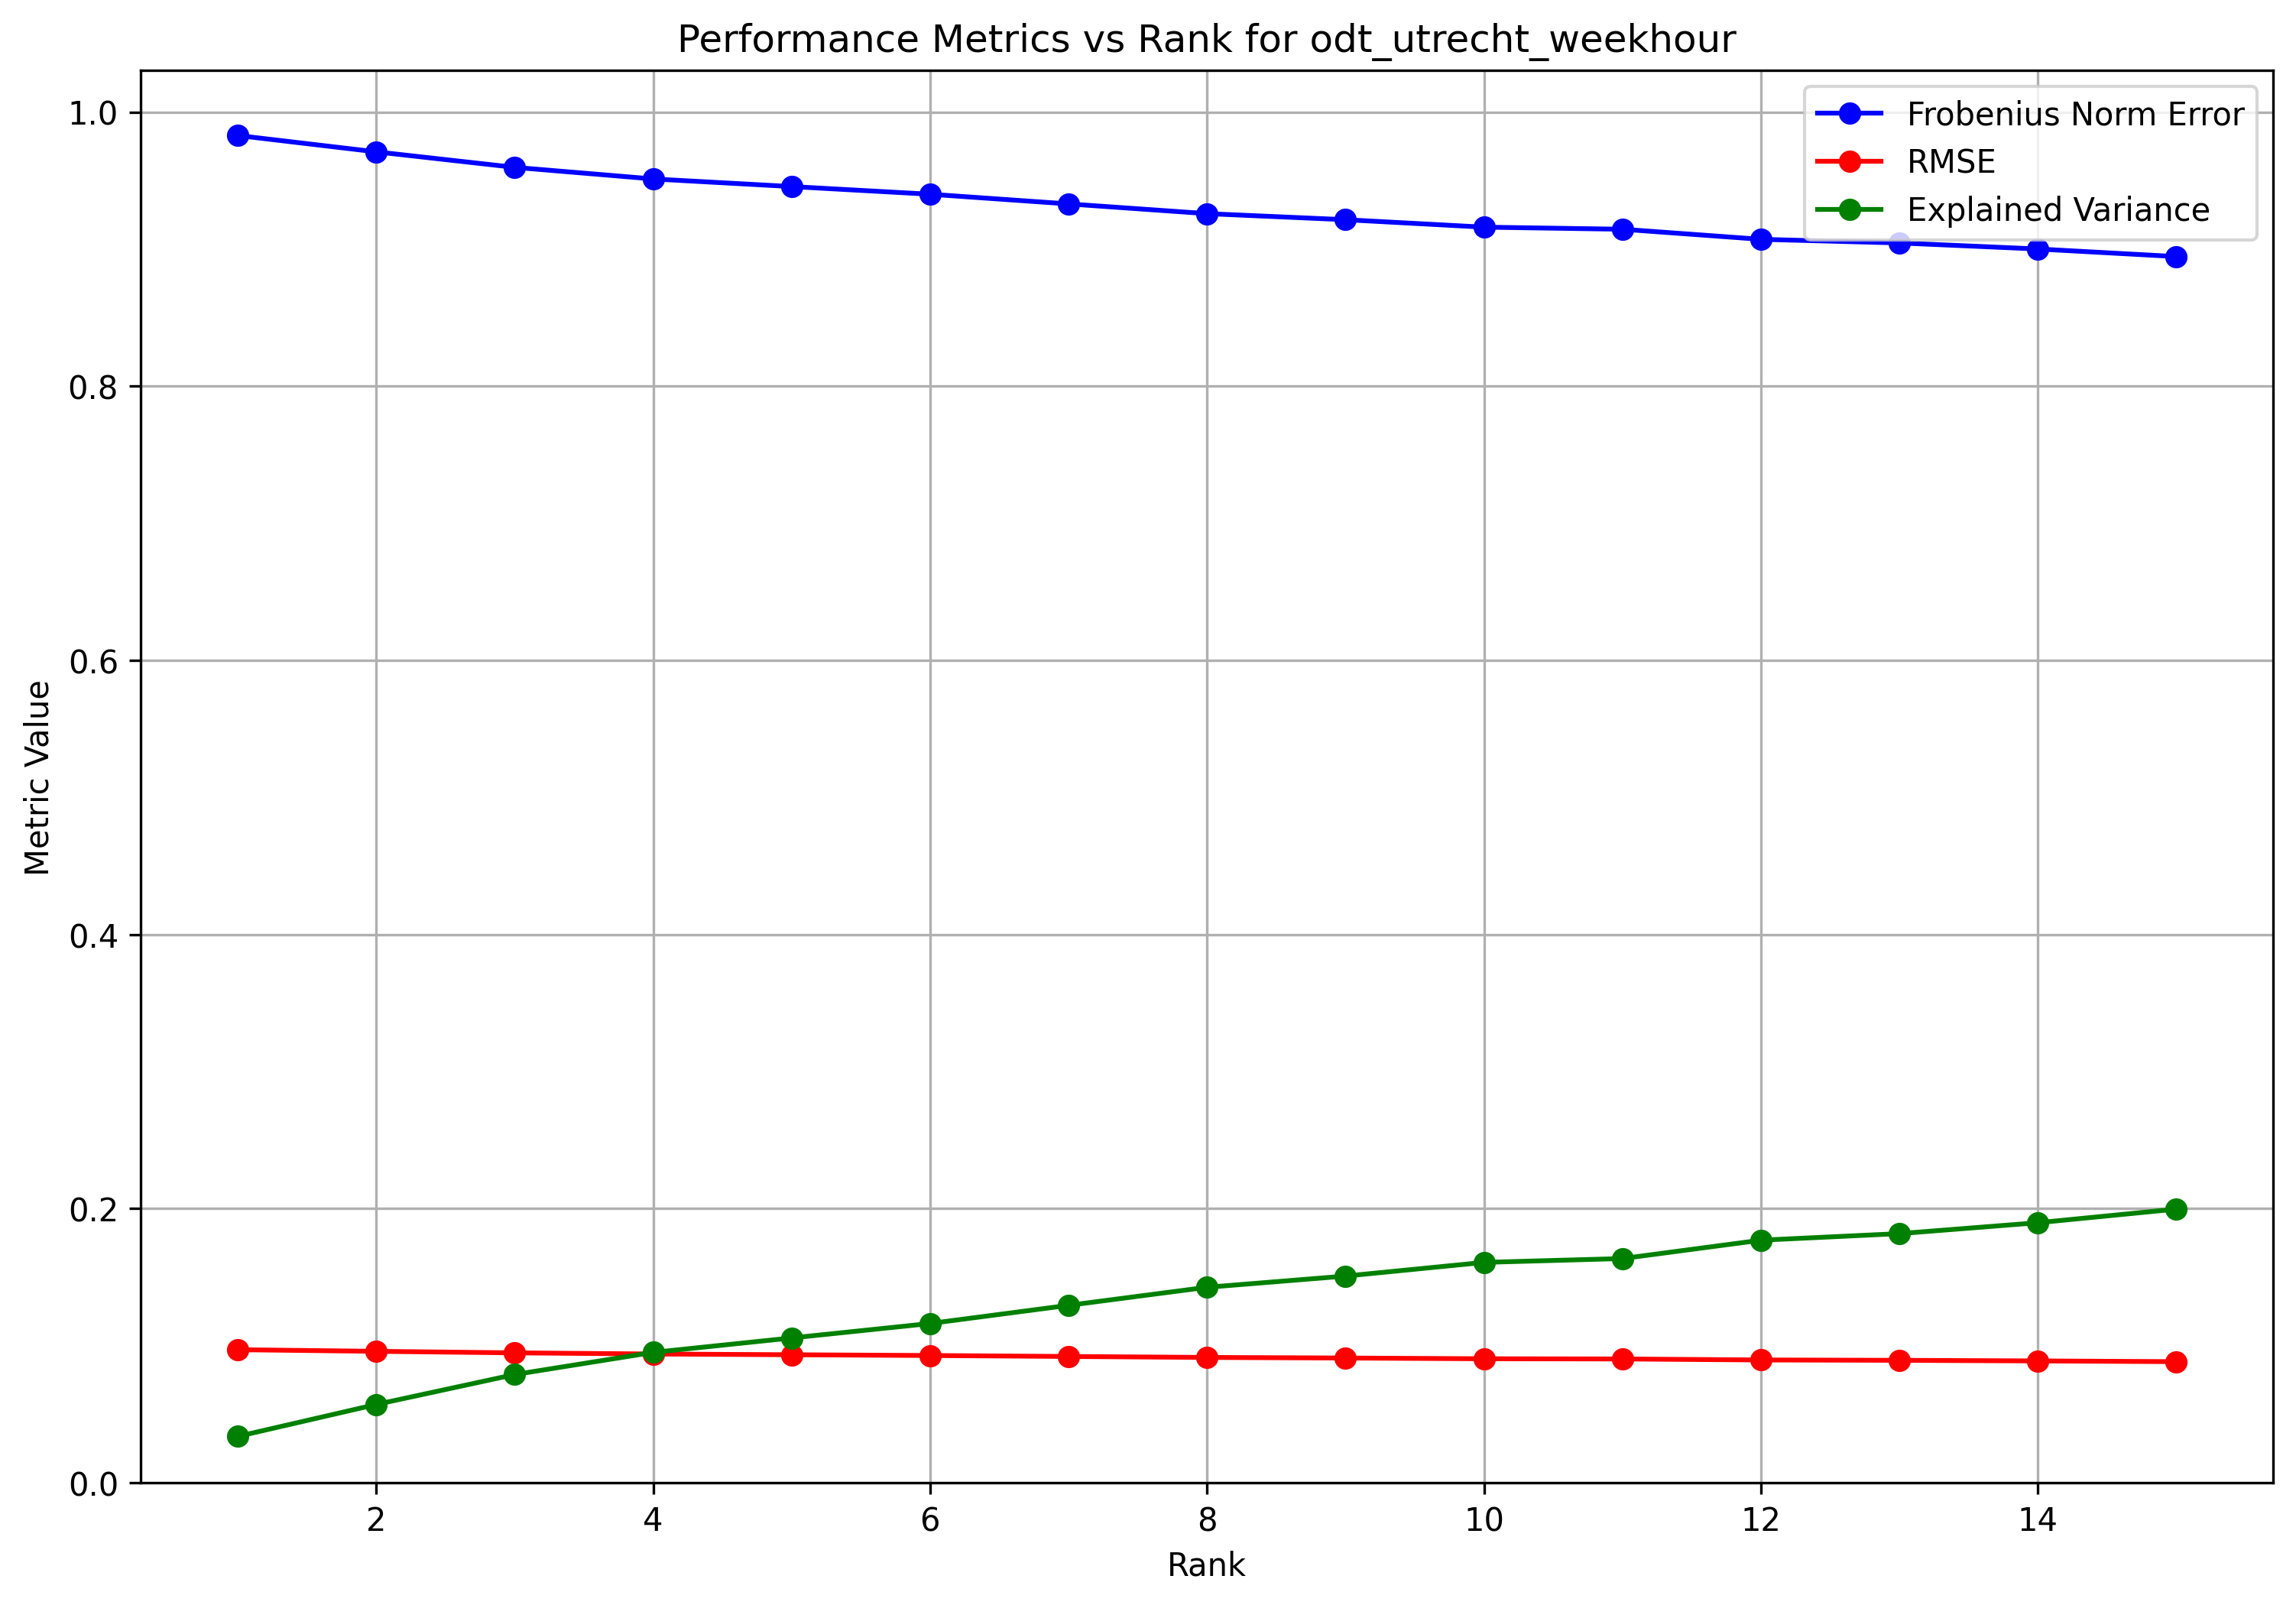 Performance Metrics vs Rank for odt_utrecht_weekhour
Frobenius Norm Error
RMSE
Explained Variance
1.0
0.8
0.6
0.4
0.2
0.0
Metric Value
2 4 6 8 10 12 14
Rank